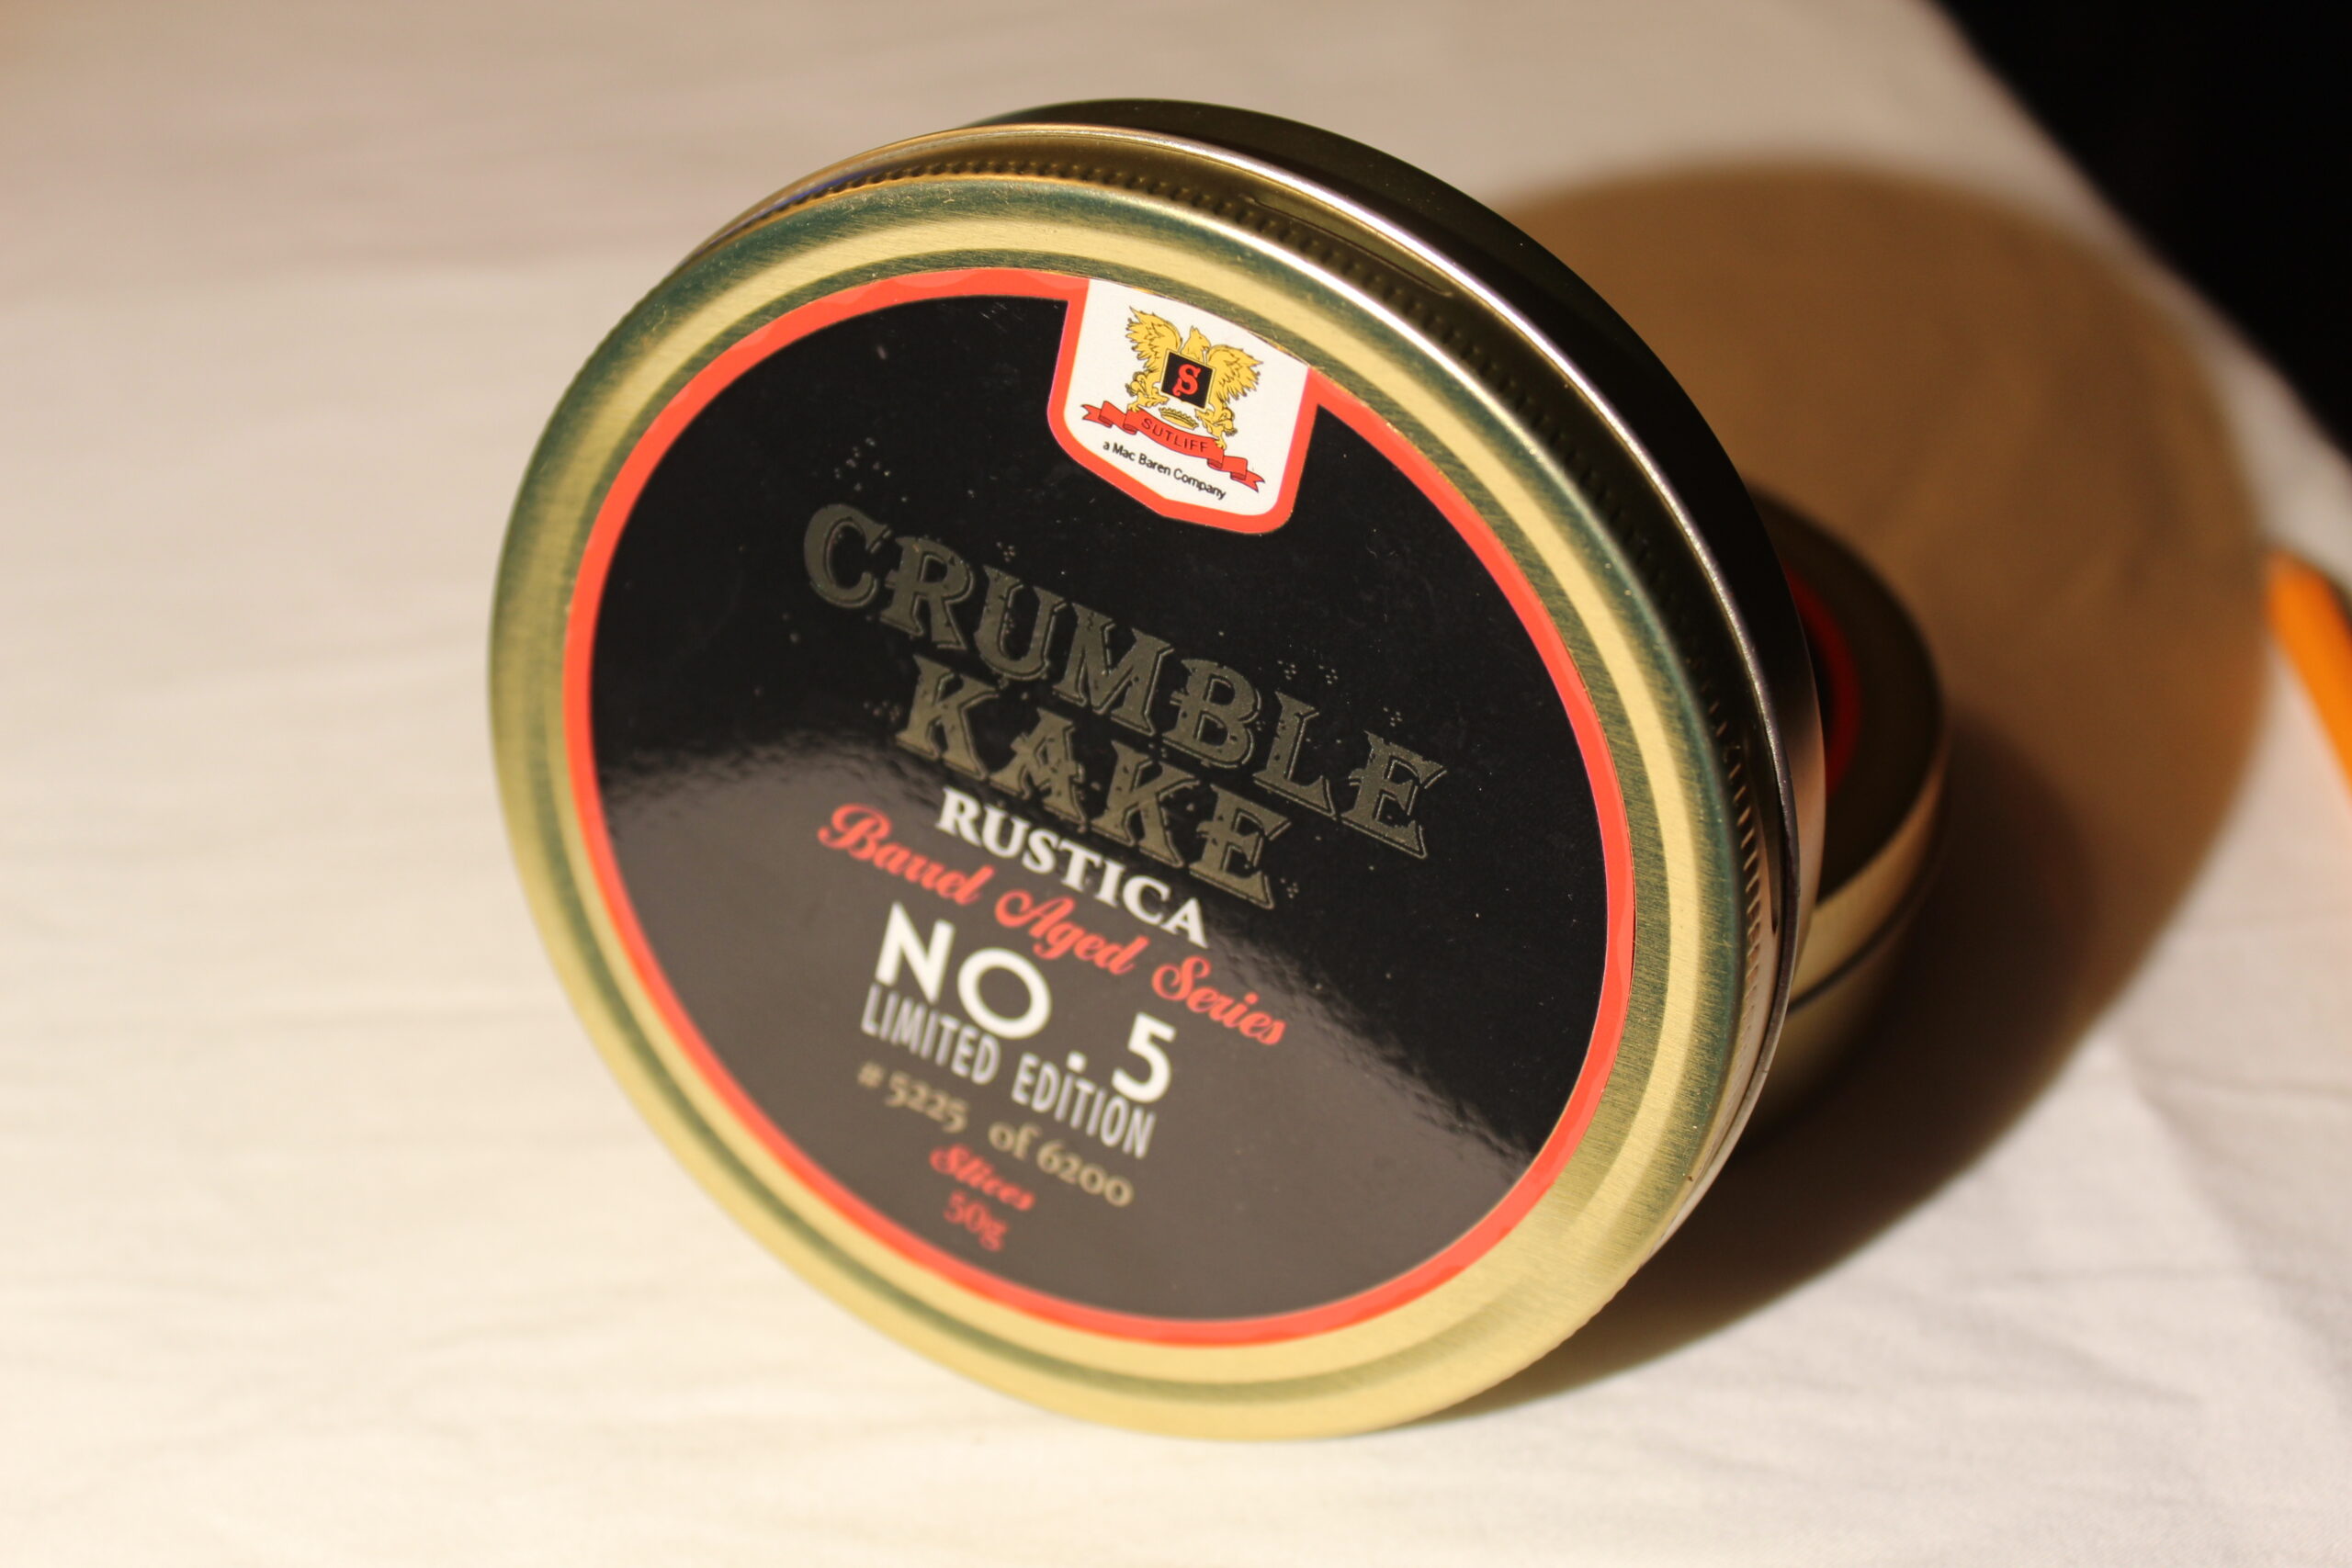 S
SUTLIFF
a Mac Baren Company
CRUMBLE
KAKE
RUSTICA
Barrel Aged Series
NO. 5
LIMITED EDITION
# 5225 of 6200
Slices
50g